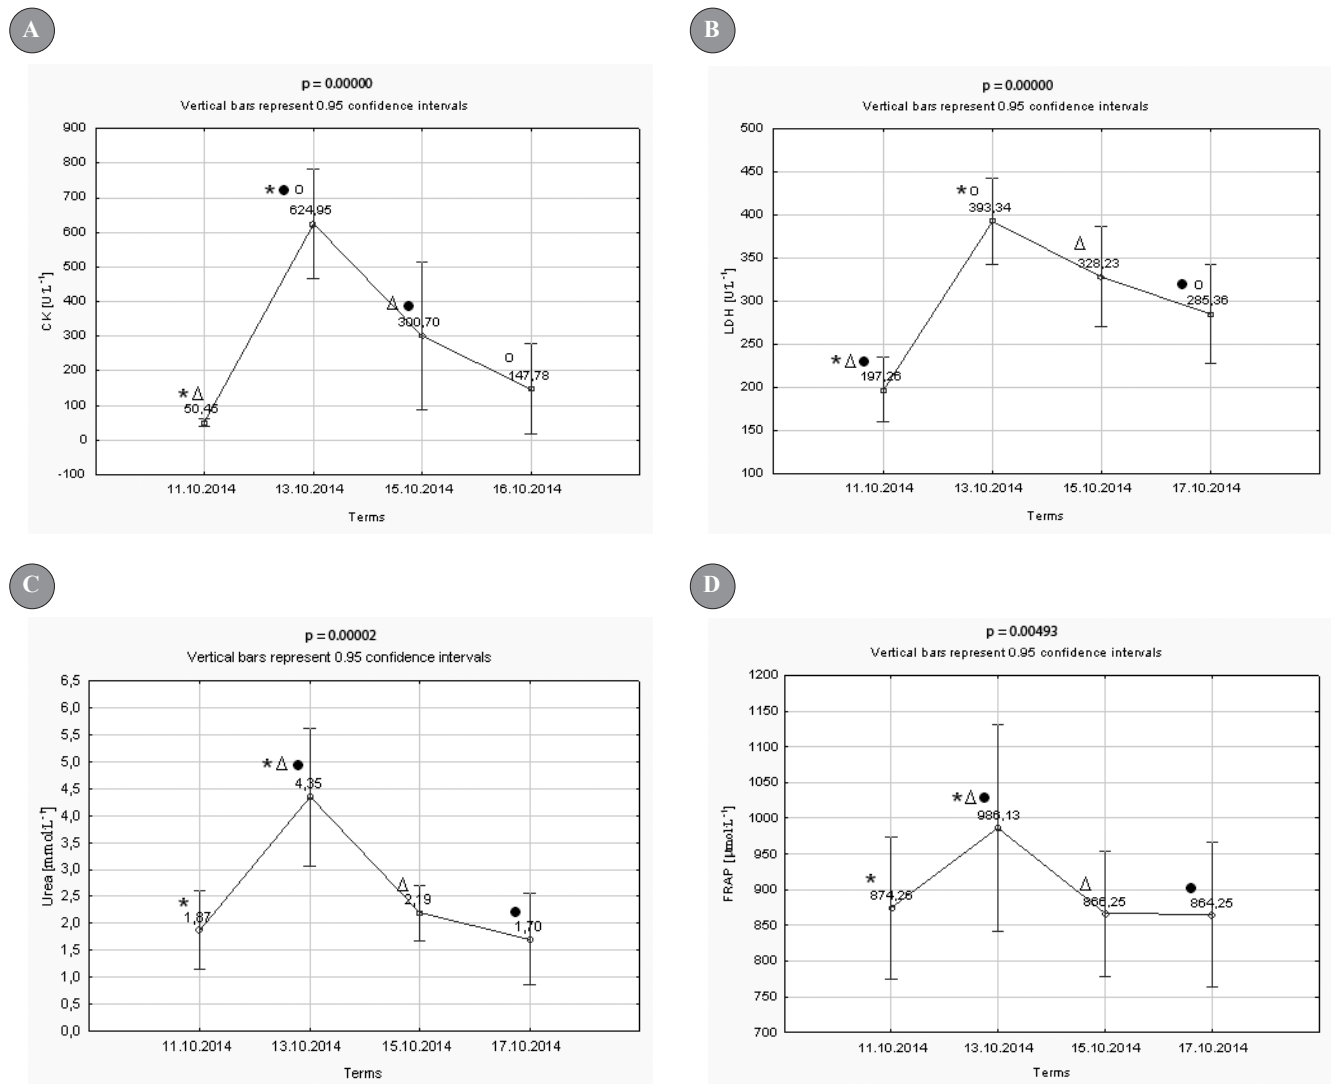 A
p = 0.00000
Vertical bars represent 0.95 confidence intervals
CK [U·L⁻¹]
900
800
700
600
500
400
300
200
100
0
-100
* Δ
50,45
* ● O
624,95
Δ ●
300,70
O
147,78
11.10.2014 13.10.2014 15.10.2014 16.10.2014
Terms
B
p = 0.00000
Vertical bars represent 0.95 confidence intervals
LDH [U·L⁻¹]
500
450
400
350
300
250
200
150
100
* Δ ●
197,26
* O
393,34
Δ
328,23
● O
285,36
11.10.2014 13.10.2014 15.10.2014 17.10.2014
Terms
C
p = 0.00002
Vertical bars represent 0.95 confidence intervals
Urea [mmol·L⁻¹]
6,5
6,0
5,5
5,0
4,5
4,0
3,5
3,0
2,5
2,0
1,5
1,0
0,5
0,0
*
1,87
* Δ ●
4,35
Δ
2,19
●
1,70
11.10.2014 13.10.2014 15.10.2014 17.10.2014
Terms
D
p = 0.00493
Vertical bars represent 0.95 confidence intervals
FRAP [µmol·L⁻¹]
1200
1150
1100
1050
1000
950
900
850
800
750
700
*
874,26
* Δ ●
986,13
Δ
866,25
●
864,25
11.10.2014 13.10.2014 15.10.2014 17.10.2014
Terms